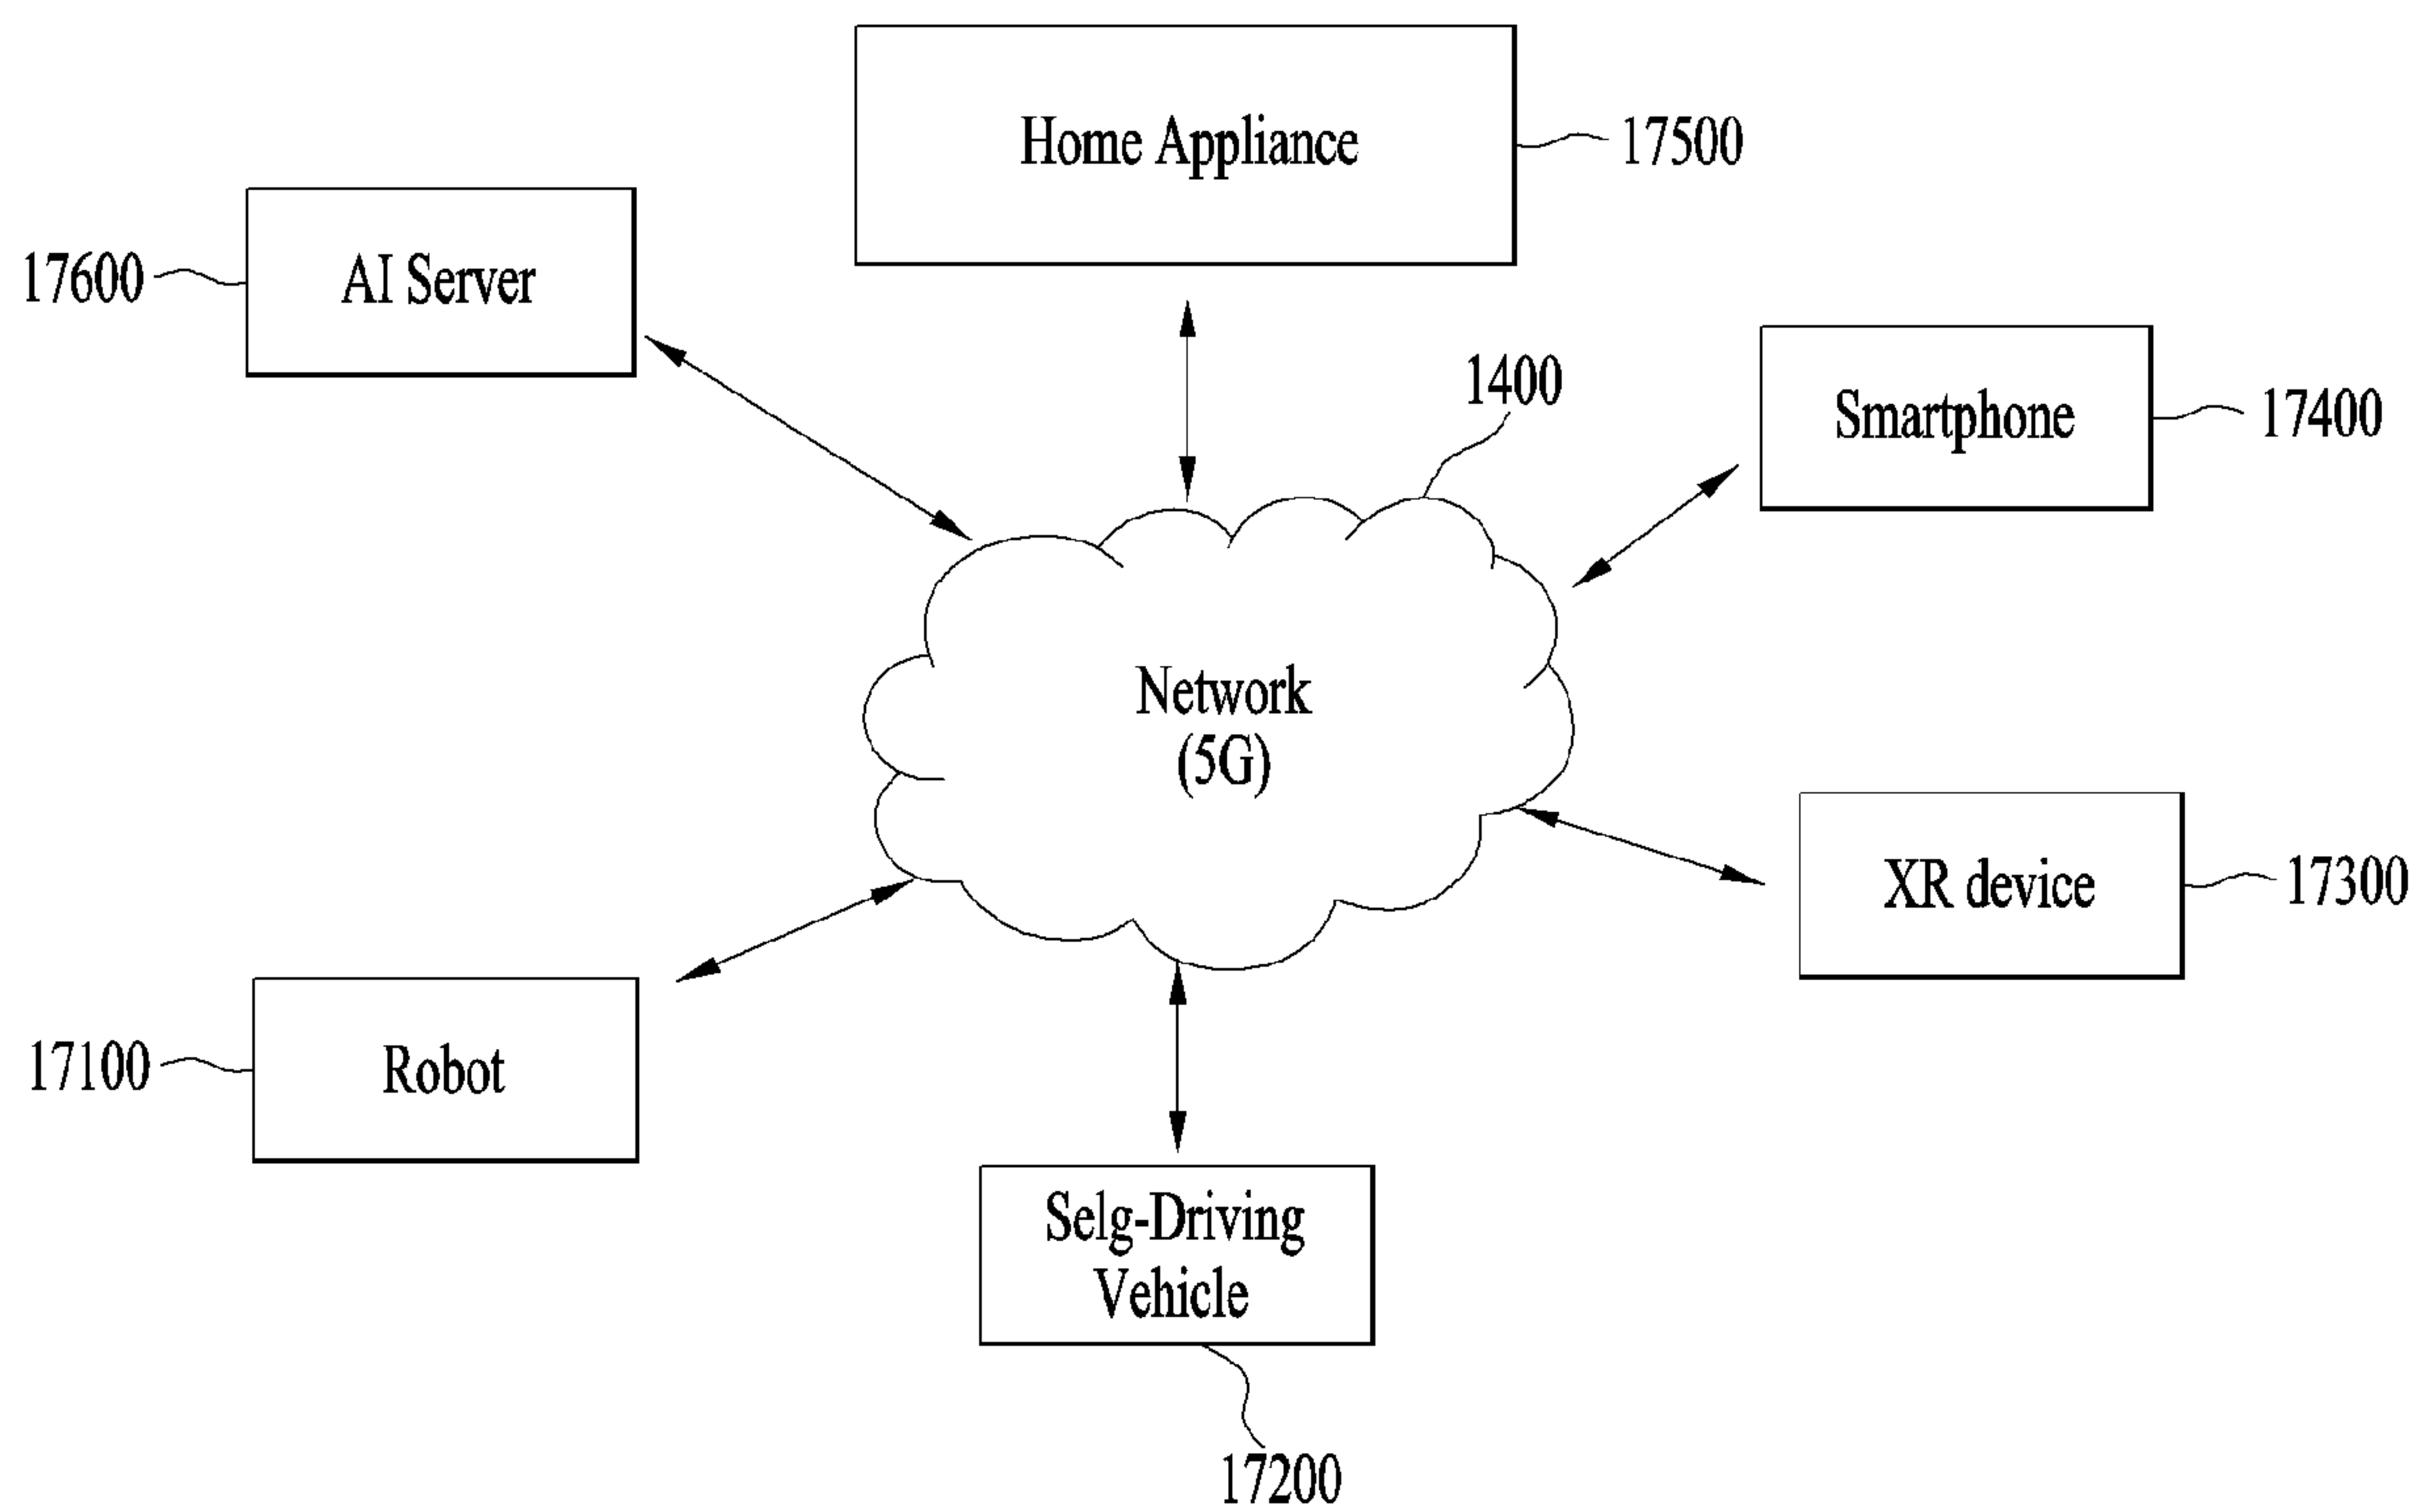 Home Appliance
17500
17600
AI Server
1400
Smartphone
17400
Network
(5G)
XR device
17300
17100
Robot
Selg-Driving
Vehicle
17200